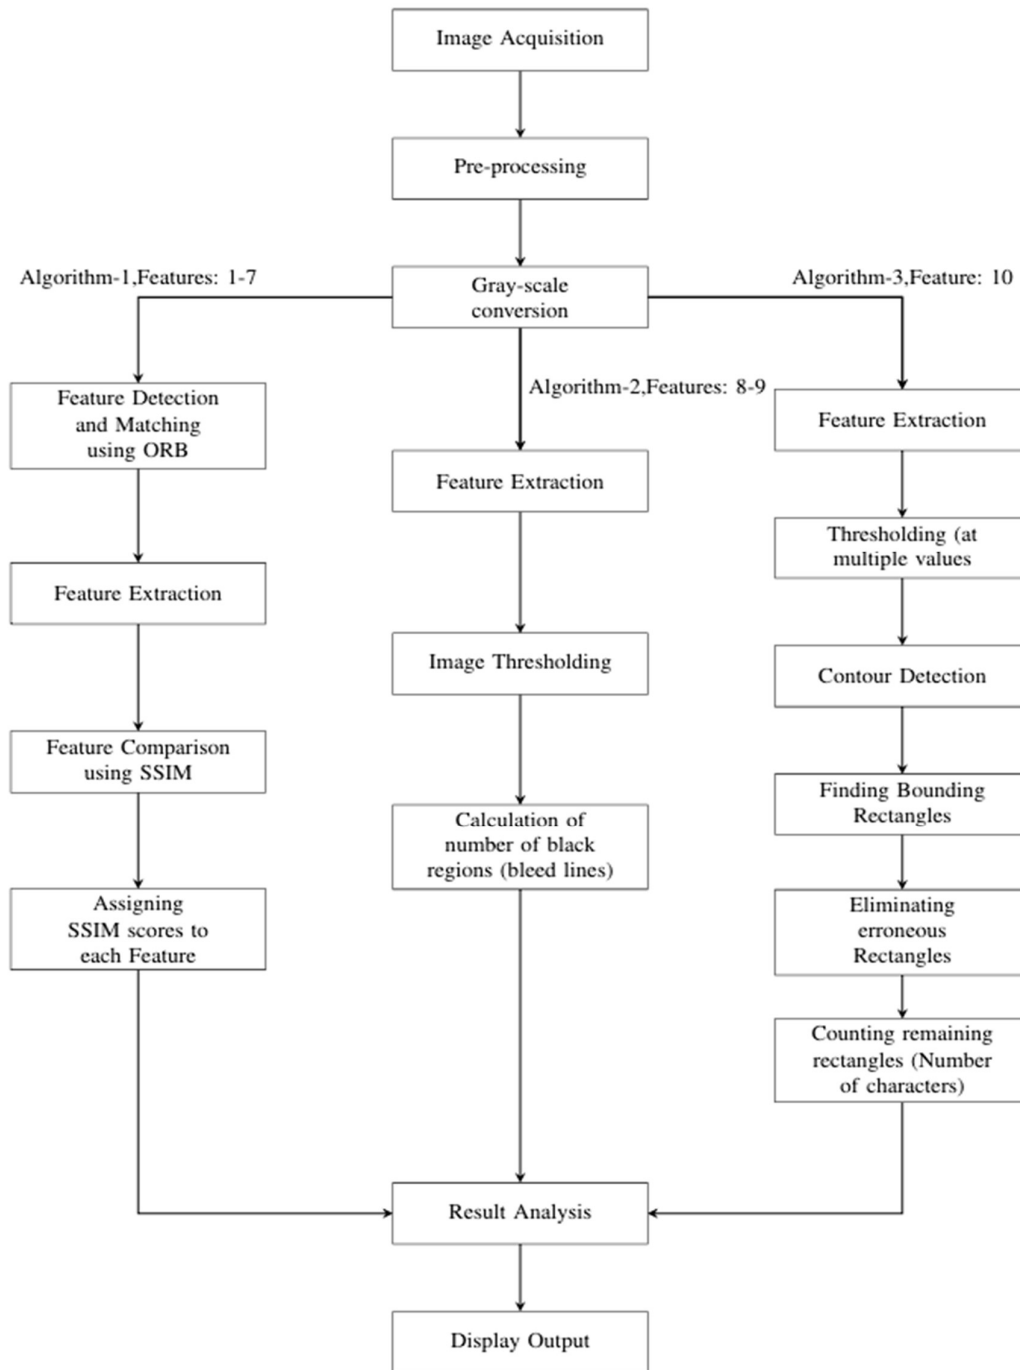 Image Acquisition
Pre-processing
Gray-scale
conversion
Algorithm-1,Features: 1-7
Feature Detection
and Matching
using ORB
Feature Extraction
Feature Comparison
using SSIM
Assigning
SSIM scores to
each Feature
Algorithm-2,Features: 8-9
Feature Extraction
Image Thresholding
Calculation of
number of black
regions (bleed lines)
Algorithm-3,Feature: 10
Feature Extraction
Thresholding (at
multiple values
Contour Detection
Finding Bounding
Rectangles
Eliminating
erroneous
Rectangles
Counting remaining
rectangles (Number
of characters)
Result Analysis
Display Output